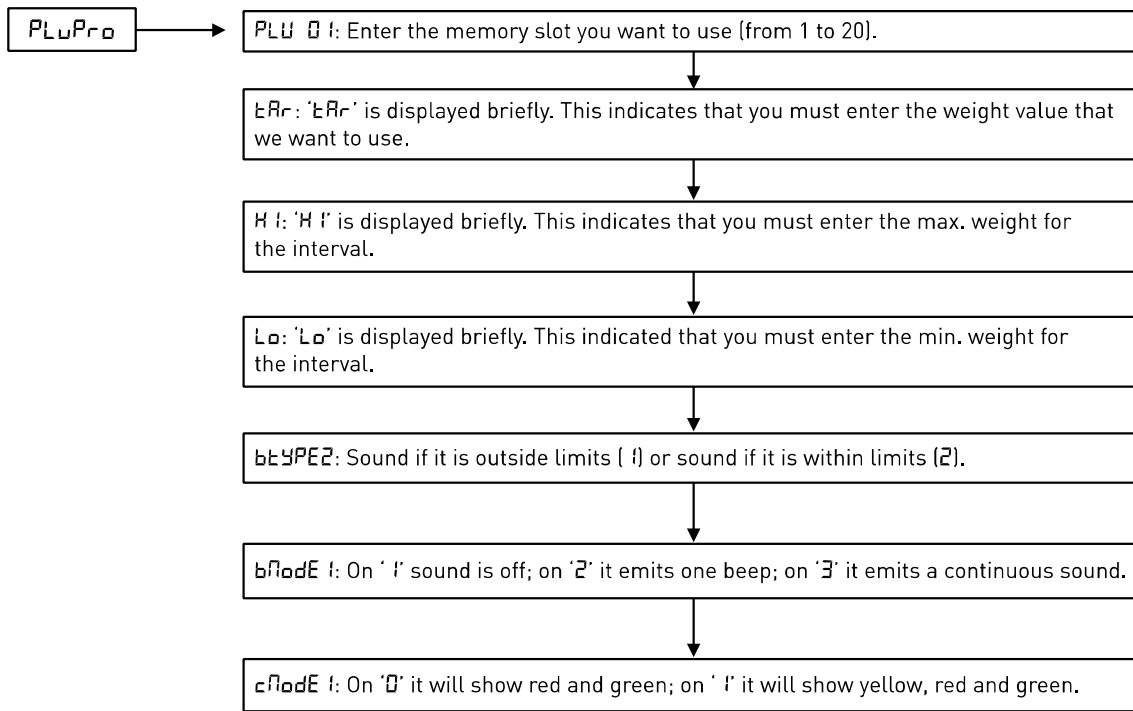 PLuPro
PLU 01: Enter the memory slot you want to use (from 1 to 20).
tAr: ‘tAr’ is displayed briefly. This indicates that you must enter the weight value that
we want to use.
H1: ‘H1’ is displayed briefly. This indicates that you must enter the max. weight for
the interval.
Lo: ‘Lo’ is displayed briefly. This indicated that you must enter the min. weight for
the interval.
btYPE2: Sound if it is outside limits (1) or sound if it is within limits (2).
bModE 1: On ‘1’ sound is off; on ‘2’ it emits one beep; on ‘3’ it emits a continuous sound.
cModE 1: On ‘0’ it will show red and green; on ‘1’ it will show yellow, red and green.